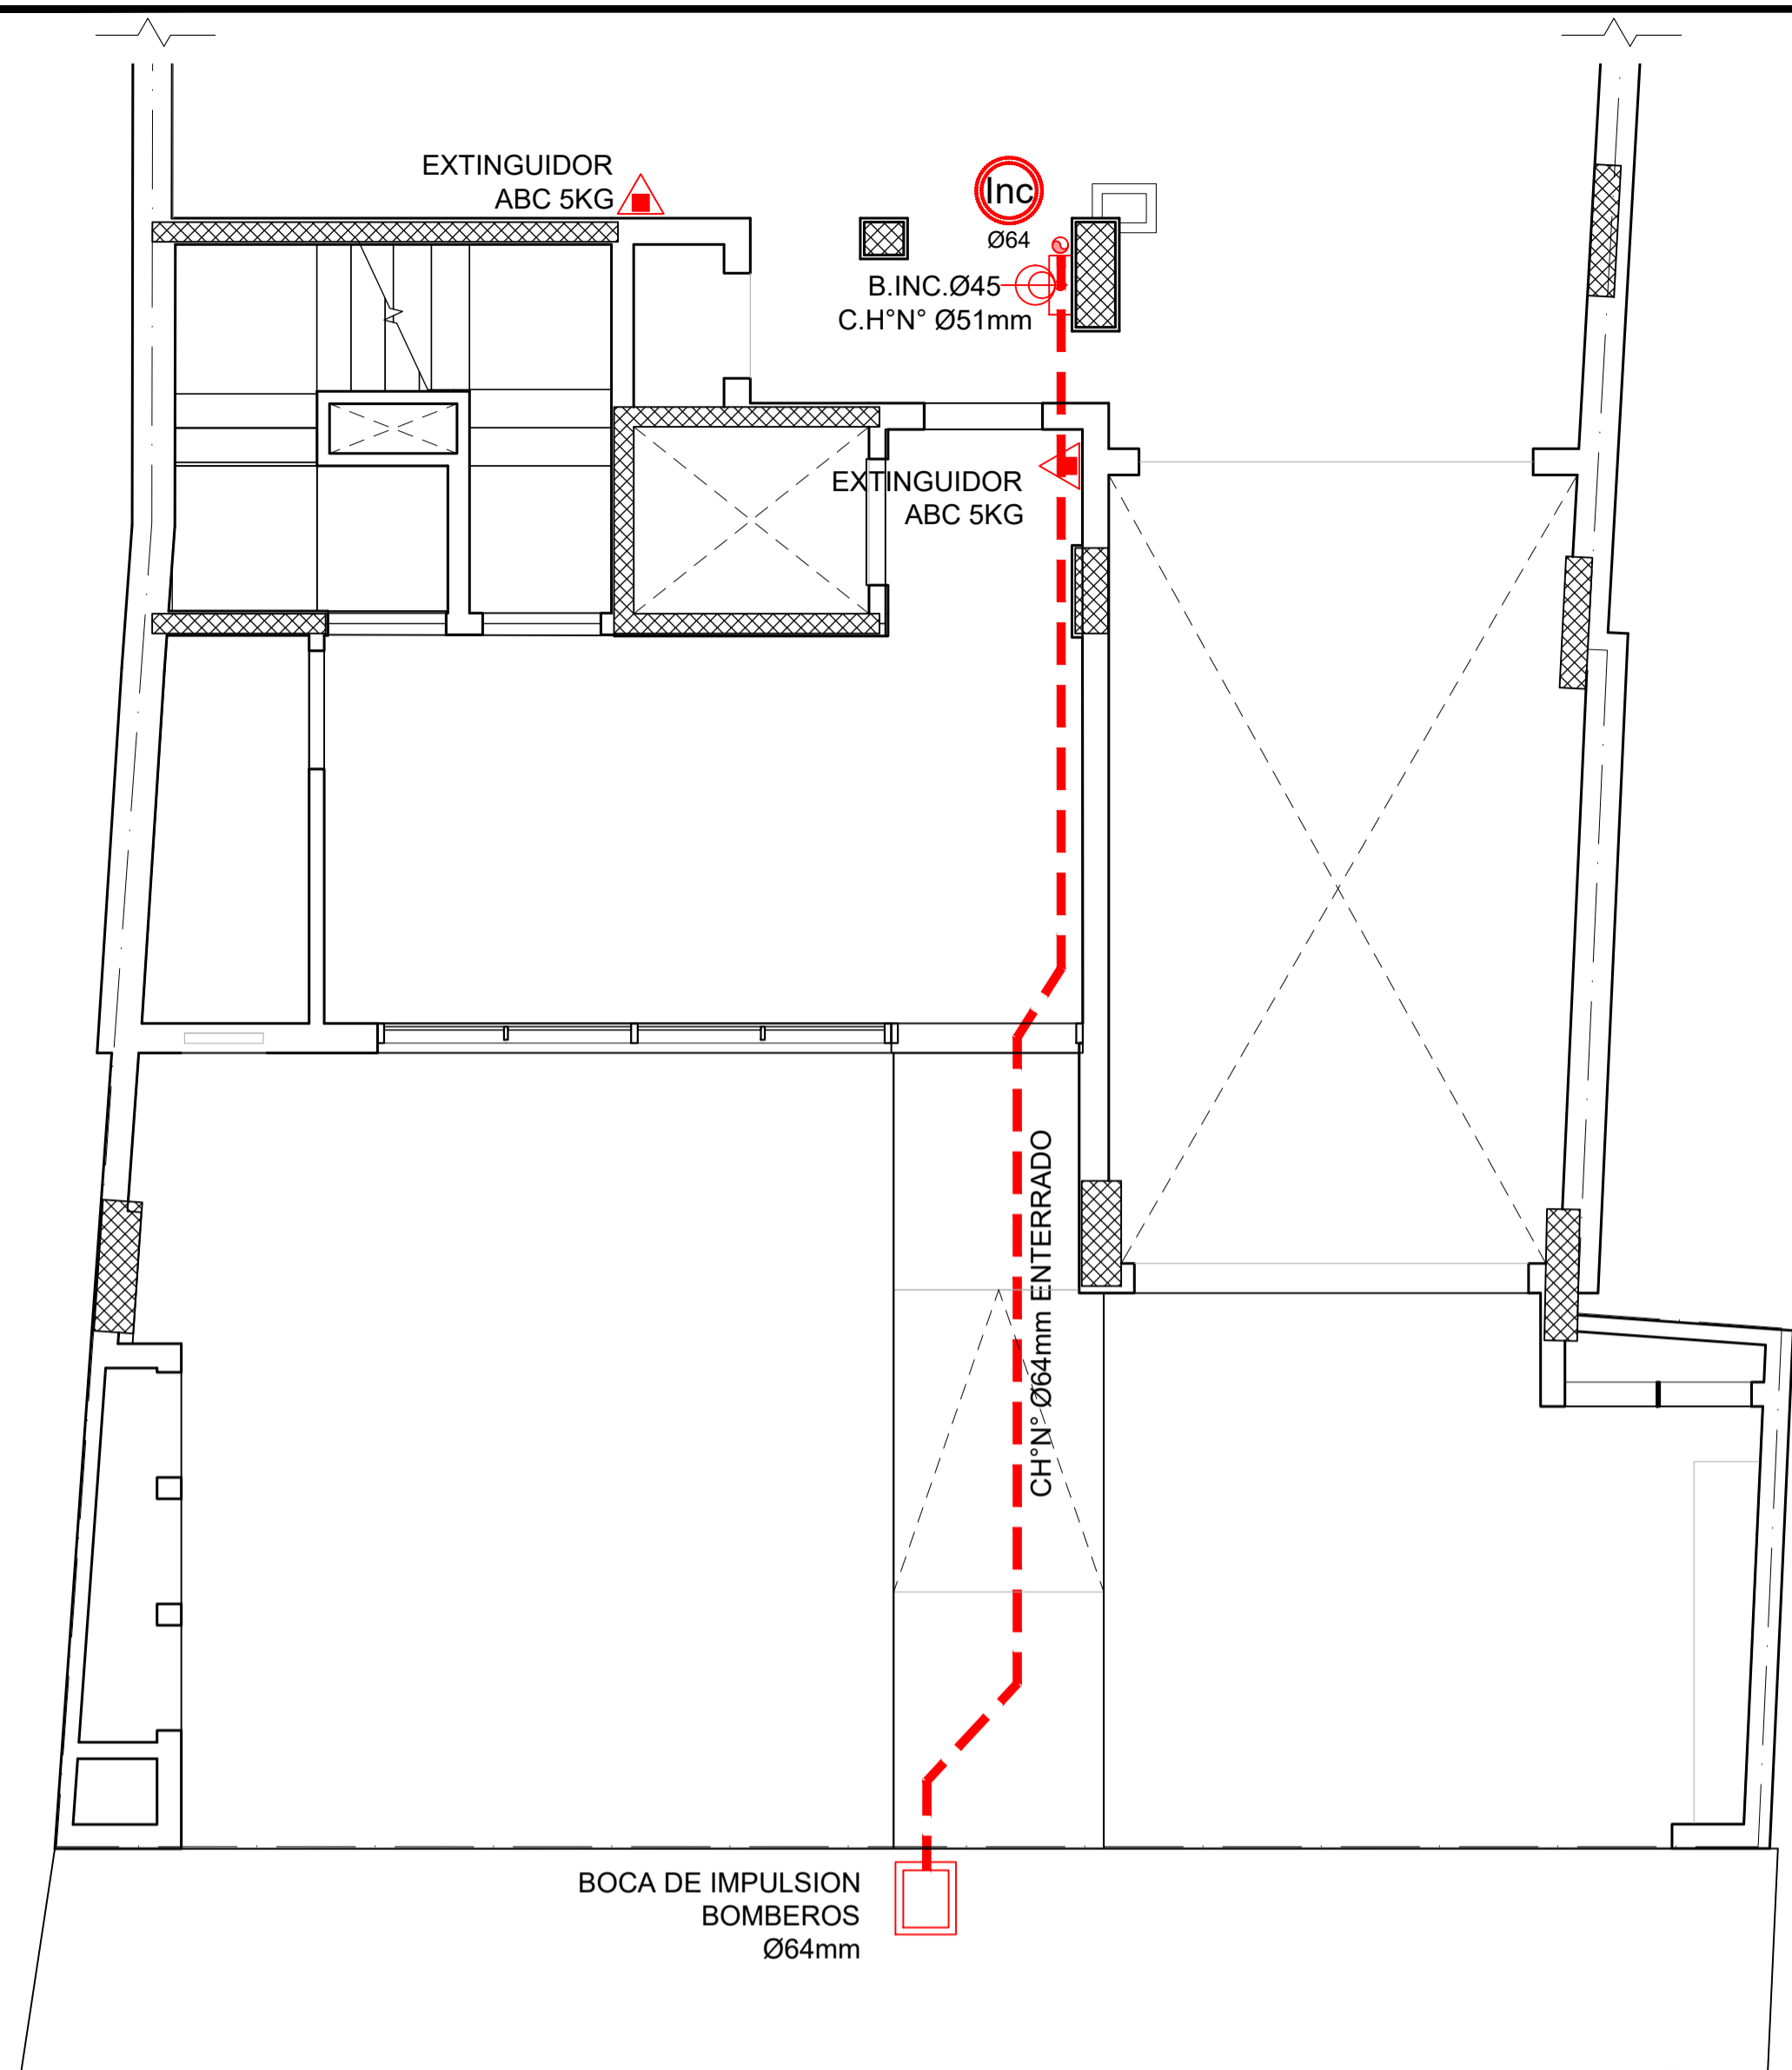 EXTINGUIDOR
ABC 5KG
Inc
Ø64
B.INC.Ø45
C.H°N° Ø51mm
EXTINGUIDOR
ABC 5KG
CH°N° Ø64mm ENTERRADO
BOCA DE IMPULSION
BOMBEROS
Ø64mm